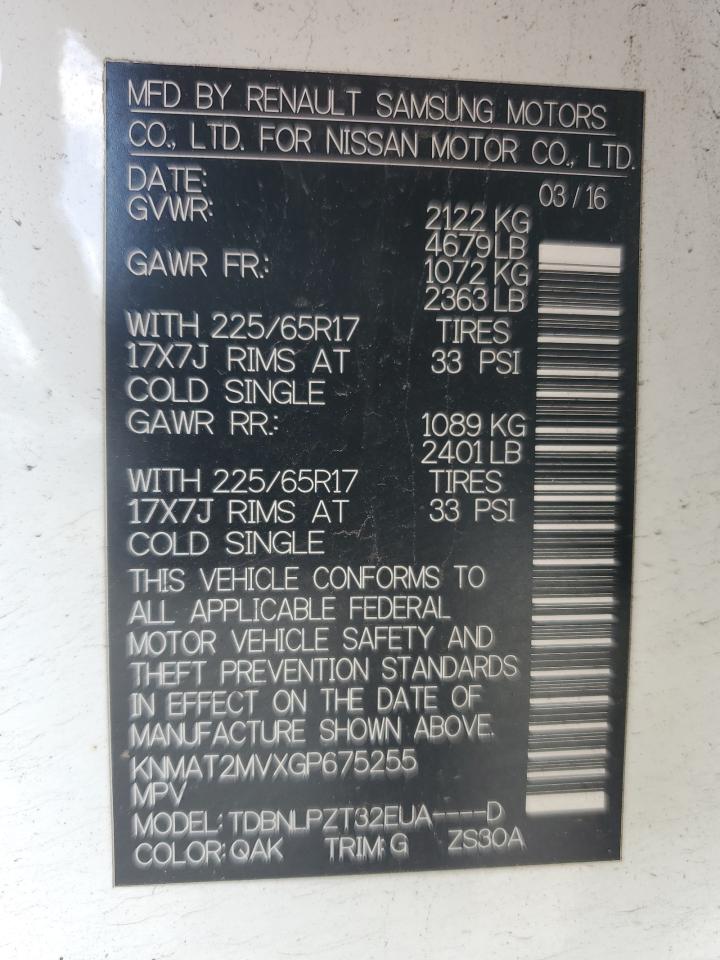 MFD BY RENAULT SAMSUNG MOTORS
CO., LTD. FOR NISSAN MOTOR CO., LTD.
DATE: 03/16
GVWR: 2122 KG
4679 LB
GAWR FR.: 1072 KG
2363 LB
WITH 225/65R17 TIRES
17X7J RIMS AT 33 PSI
COLD SINGLE
GAWR RR.: 1089 KG
2401 LB
WITH 225/65R17 TIRES
17X7J RIMS AT 33 PSI
COLD SINGLE
THIS VEHICLE CONFORMS TO
ALL APPLICABLE FEDERAL
MOTOR VEHICLE SAFETY AND
THEFT PREVENTION STANDARDS
IN EFFECT ON THE DATE OF
MANUFACTURE SHOWN ABOVE.
KNMAT2MVXGP675255
MPV
MODEL: TDBNLPZT32EUA----D
COLOR: QAK TRIM: G ZS30A